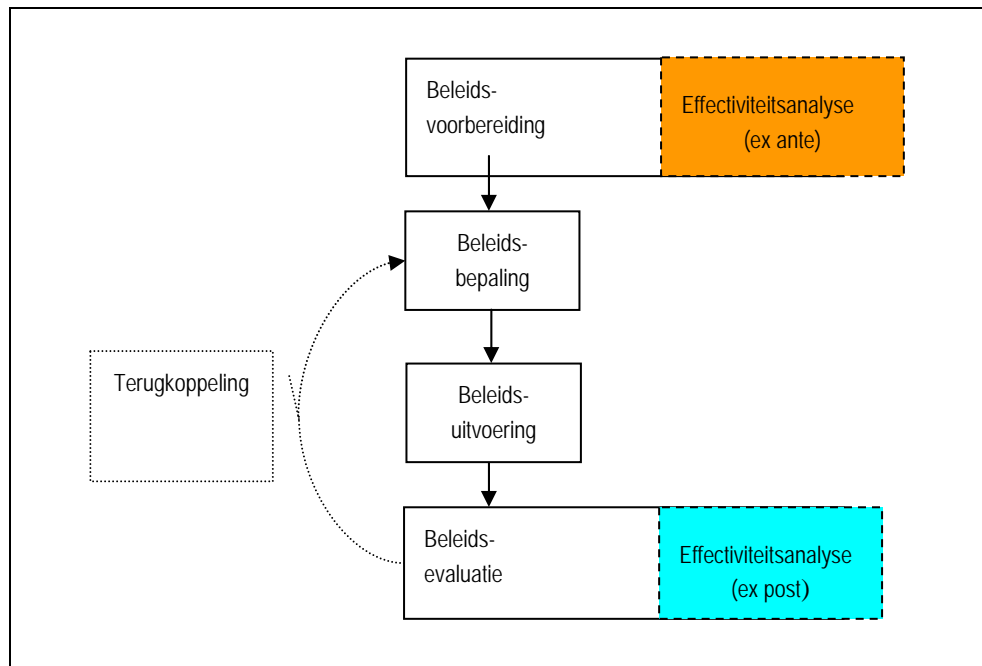 Beleids-
voorbereiding
Effectiviteitsanalyse
(ex ante)
Beleids-
bepaling
Terugkoppeling
Beleids-
uitvoering
Beleids-
evaluatie
Effectiviteitsanalyse
(ex post)